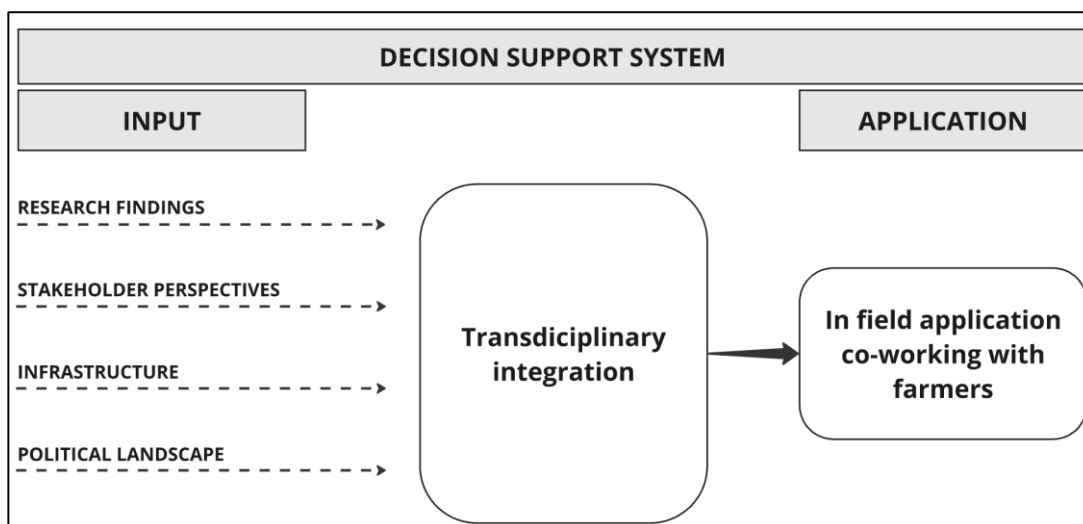 DECISION SUPPORT SYSTEM
INPUT
APPLICATION
RESEARCH FINDINGS
STAKEHOLDER PERSPECTIVES
INFRASTRUCTURE
POLITICAL LANDSCAPE
Transdiciplinary
integration
In field application
co-working with
farmers